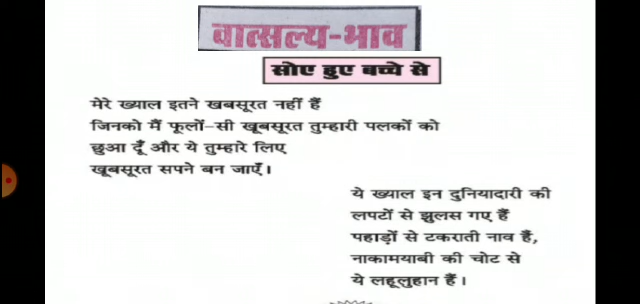 वात्सल्य-भाव
सोए हुए बच्चे से
मेरे ख्याल इतने खबसूरत नहीं हैं
जिनको मैं फूलों-सी खूबसूरत तुम्हारी पलकों को
छुआ दूँ और ये तुम्हारे लिए
खूबसूरत सपने बन जाएँ।
ये ख्याल इन दुनियादारी की
लपटों से झुलस गए हैं
पहाड़ों से टकराती नाव हैं,
नाकामयाबी की चोट से
ये लहूलुहान हैं।